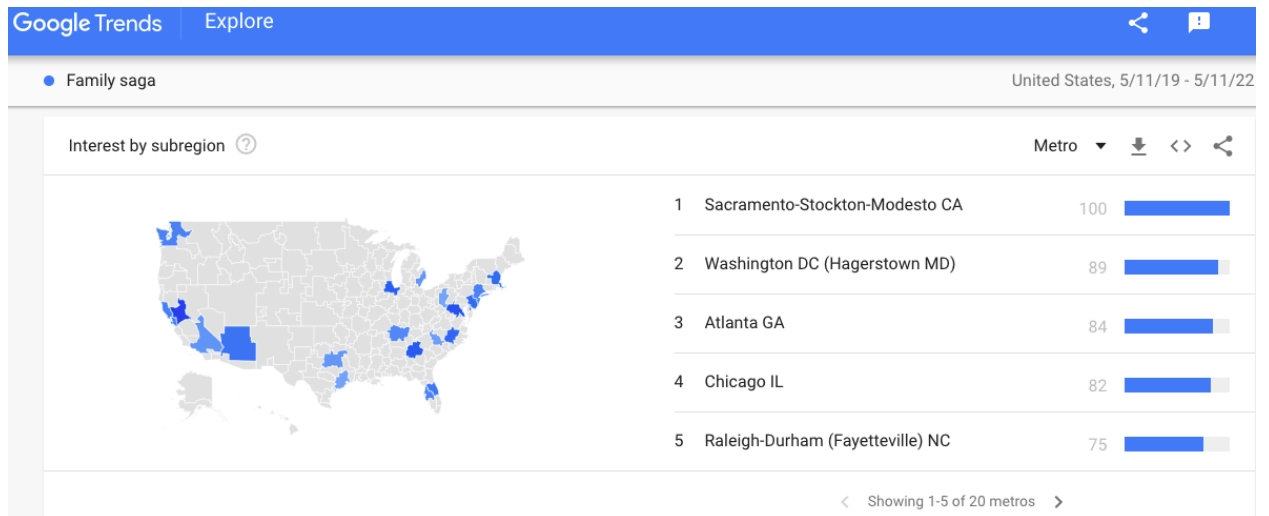 Google Trends Explore
Family saga United States, 5/11/19 - 5/11/22
Interest by subregion ? Metro
1 Sacramento-Stockton-Modesto CA 100
2 Washington DC (Hagerstown MD) 89
3 Atlanta GA 84
4 Chicago IL 82
5 Raleigh-Durham (Fayetteville) NC 75
Showing 1-5 of 20 metros